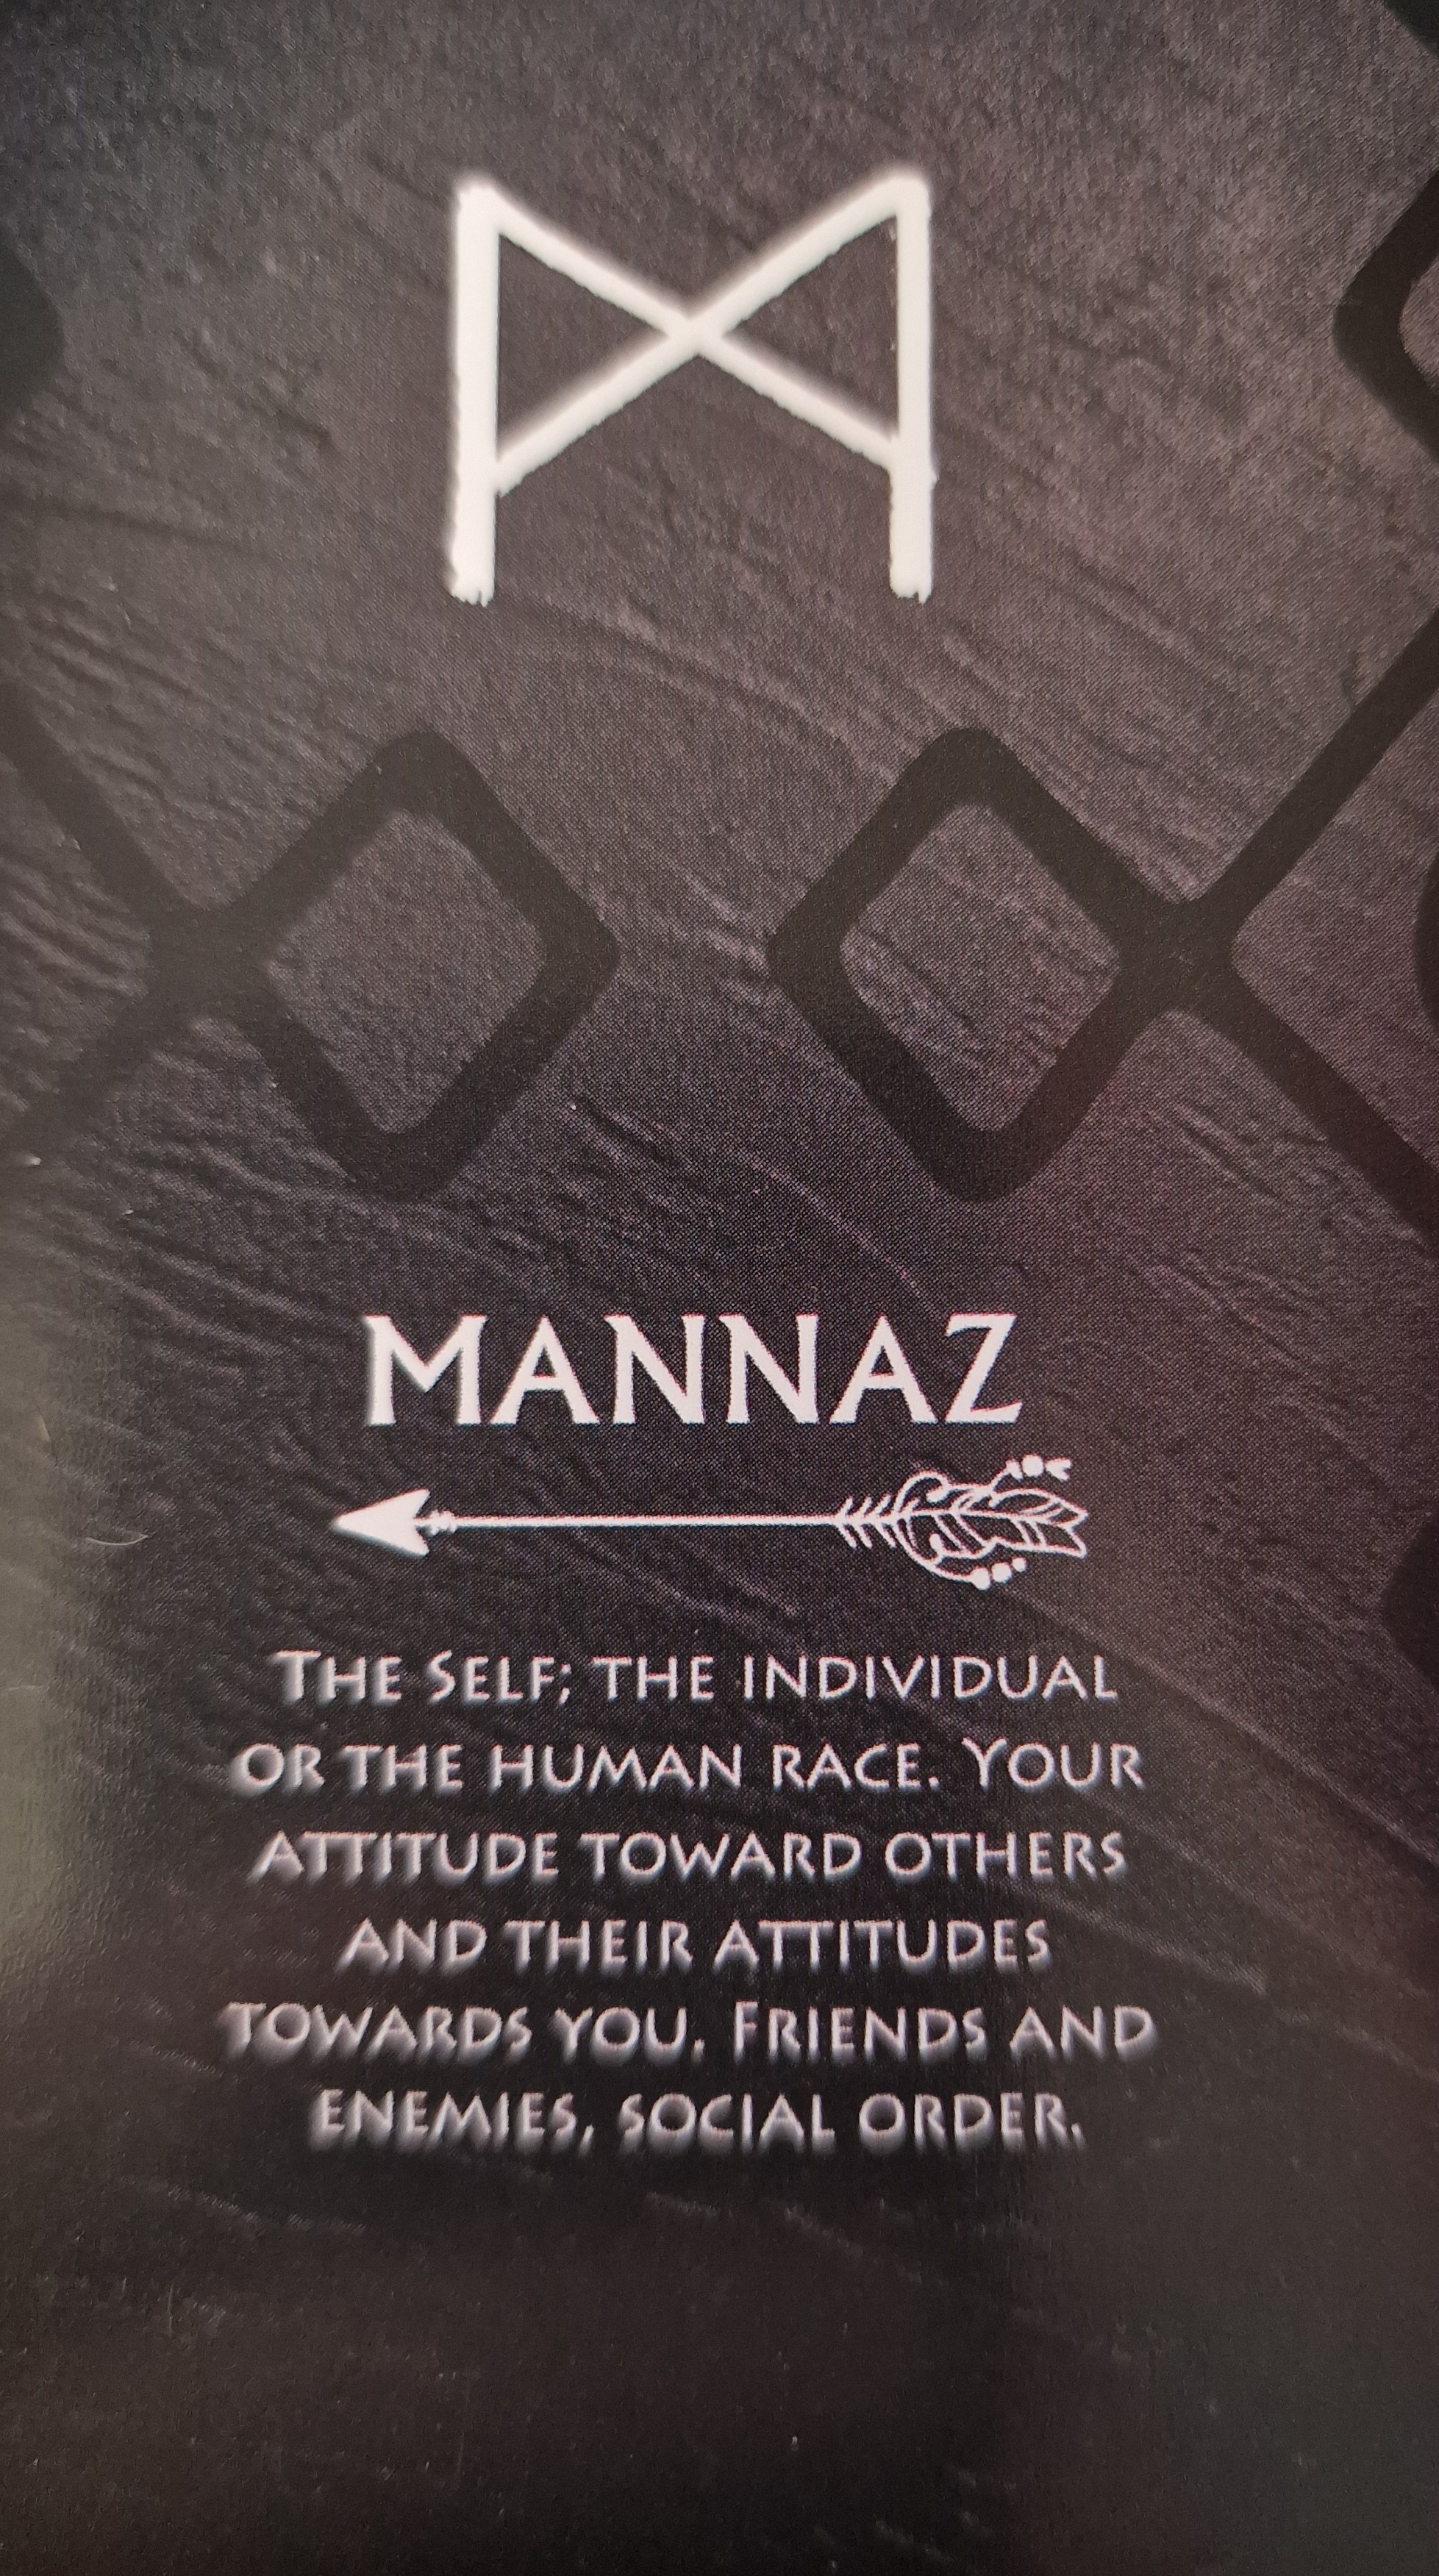 ᛗ
MANNAZ
THE SELF; THE INDIVIDUAL
OR THE HUMAN RACE. YOUR
ATTITUDE TOWARD OTHERS
AND THEIR ATTITUDES
TOWARDS YOU. FRIENDS AND
ENEMIES, SOCIAL ORDER.